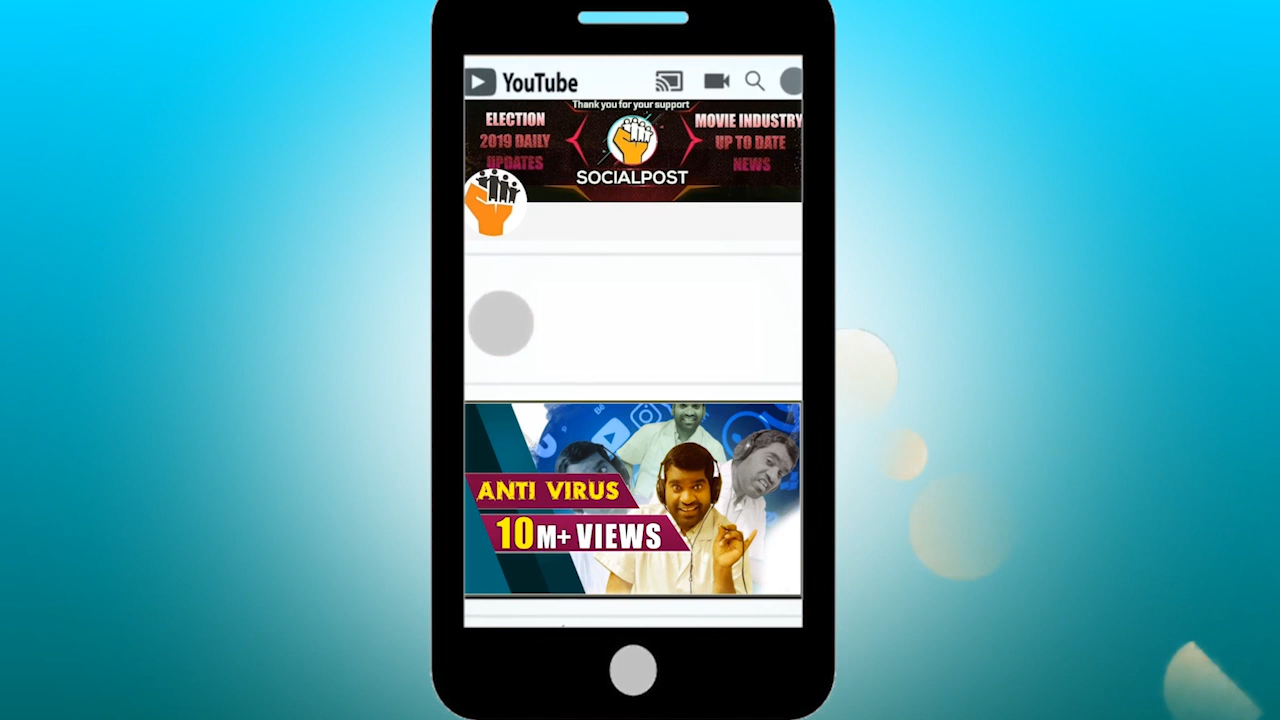 YouTube
Thank you for your support
ELECTION
2019 DAILY
UPDATES
SOCIALPOST
MOVIE INDUSTRY
UP TO DATE
NEWS
ANTI VIRUS
10M+ VIEWS